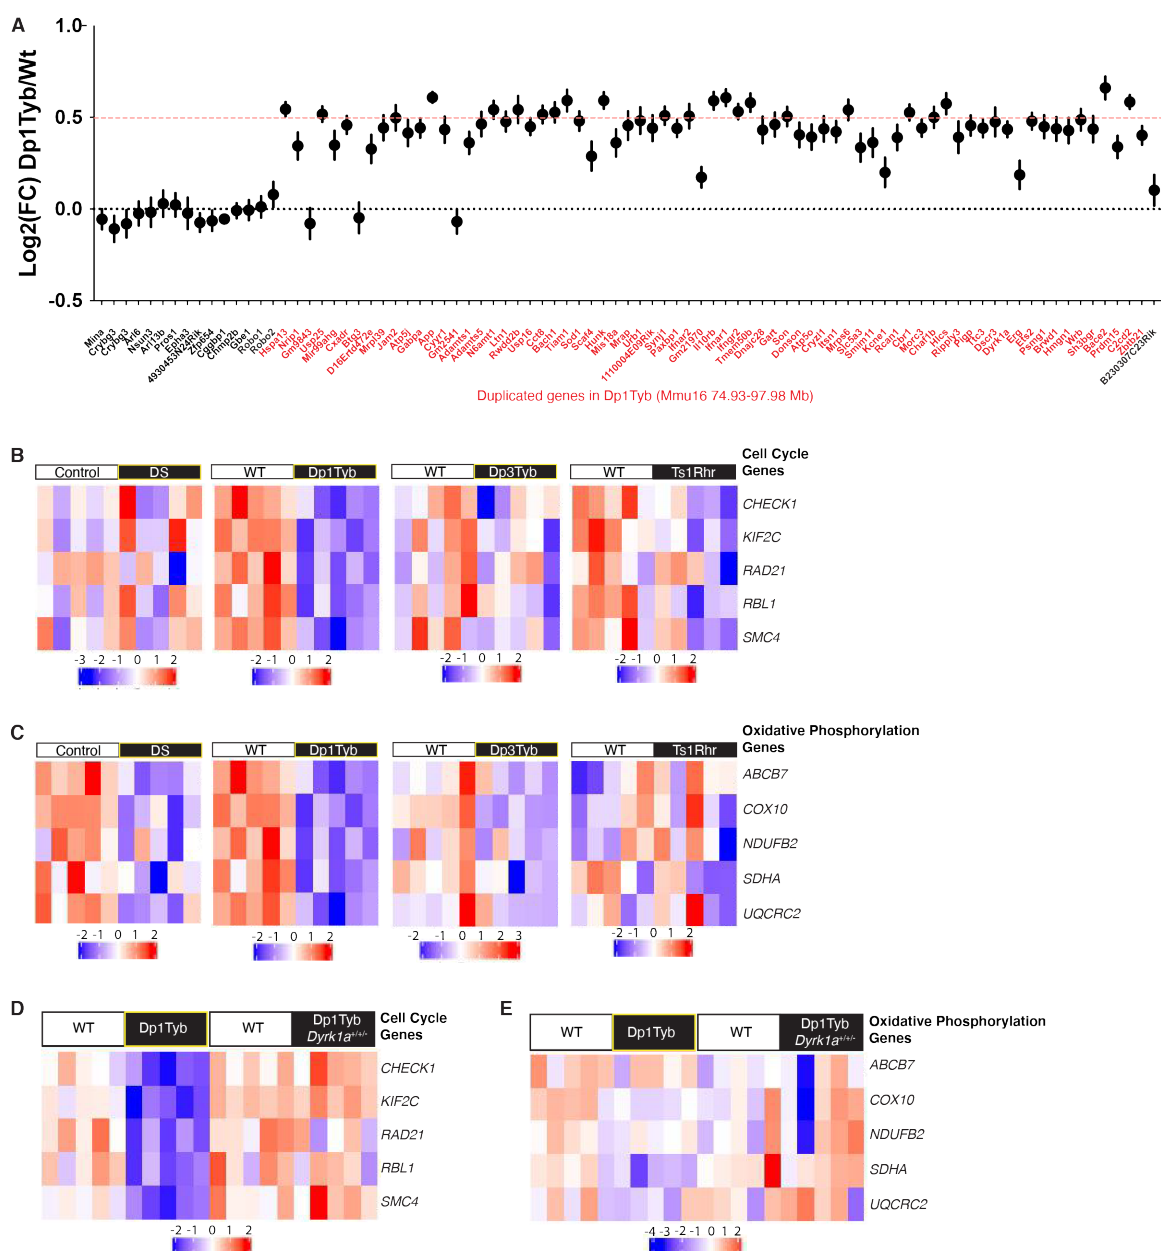 A
1.0
0.5
0.0
-0.5
Log2(FC) Dp1Tyb/Wt
Mina
Crybg3
Crybg3
Arl6
Nsun3
Arl13b
Pros1
Epha3
4930453N24Rik
Zfp654
Cggbp1
Chmp2b
Gbe1
Robo1
Robo2
Hspa13
Nrip1
Gm9843
Usp25
Mir99ahg
Cxadr
Btg3
D16Ertd472e
Mrpl39
Jam2
Atp5j
Gabpa
App
Cyyr1
Adamts1
Adamts5
N6amt1
Ltn1
Rwdd2b
Usp16
Cct8
Bach1
Tiam1
Sod1
Scaf4
Hunk
Mis18a
Mrap
Urb1
1110004E09Rik
Synj1
Paxbp1
Ifnar2
Gm21970
Il10rb
Ifnar1
Ifngr2
Tmem50b
Dnajc28
Gart
Son
Donson
Atp5o
Cryzl1
Itsn1
Mrps6
Slc5a3
Smim11
Kcne1
Rcan1
Cbr1
Morc3
Chaf1b
Hlcs
Ripply3
Pigp
Ttc3
Dscr3
Dyrk1a
Erg
Ets2
Psmg1
Brwd1
Hmgn1
Wrb
Sh3bgr
Bace2
Prdm15
C2cd2
Zbtb21
B230307C23Rik
Duplicated genes in Dp1Tyb (Mmu16 74.93-97.98 Mb)
B
Control DS WT Dp1Tyb WT Dp3Tyb WT Ts1Rhr
Cell Cycle
Genes
CHECK1
KIF2C
RAD21
RBL1
SMC4
-3 -2 -1 0 1 2
-2 -1 0 1 2
-2 -1 0 1 2
-2 -1 0 1 2
C
Control DS WT Dp1Tyb WT Dp3Tyb WT Ts1Rhr
Oxidative Phosphorylation
Genes
ABCB7
COX10
NDUFB2
SDHA
UQCRC2
-2 -1 0 1 2
-2 -1 0 1 2
-2 -1 0 1 2 3
-2 -1 0 1 2
D
WT Dp1Tyb WT Dp1Tyb
Dyrk1a+/+/-
Cell Cycle
Genes
CHECK1
KIF2C
RAD21
RBL1
SMC4
-2 -1 0 1 2
E
WT Dp1Tyb WT Dp1Tyb
Dyrk1a+/+/-
Oxidative Phosphorylation
Genes
ABCB7
COX10
NDUFB2
SDHA
UQCRC2
-4 -3 -2 -1 0 1 2